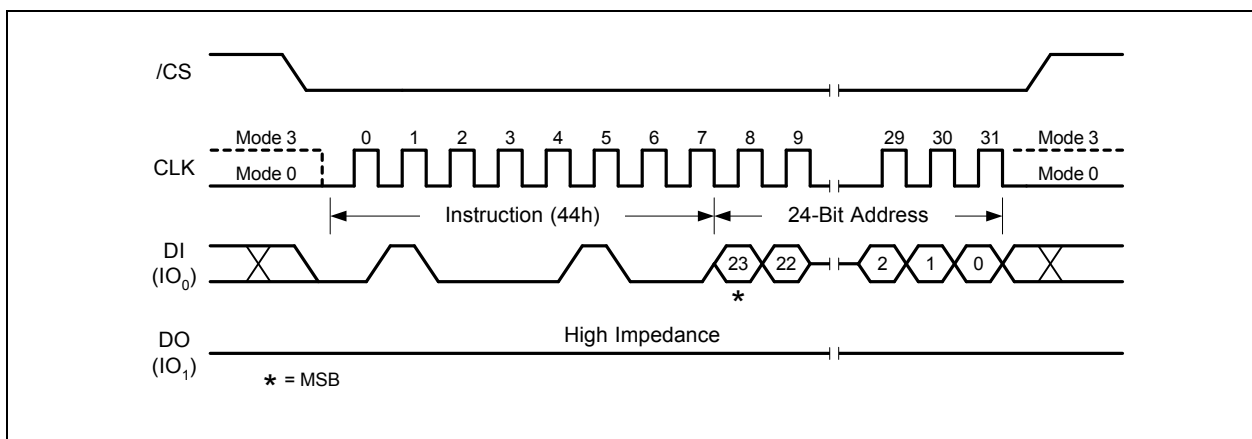 /CS
Mode 3 0 1 2 3 4 5 6 7 8 9 29 30 31 Mode 3
CLK
Mode 0 Mode 0
Instruction (44h) 24-Bit Address
DI
(IO0) 23 22 2 1 0
*
High Impedance
DO
(IO1)
* = MSB